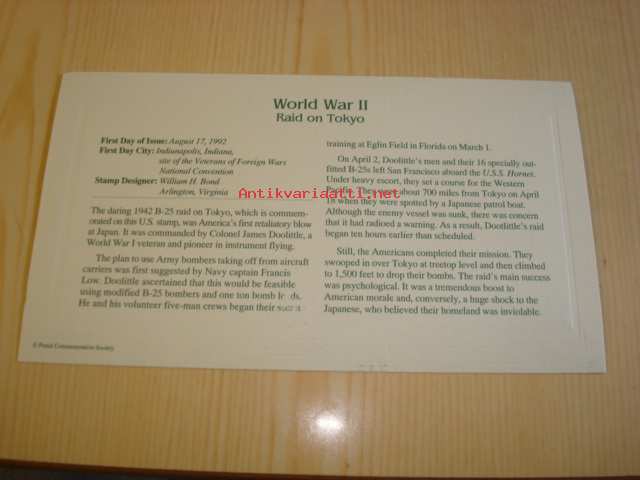 World War II
Raid on Tokyo
First Day of Issue: August 17, 1992
First Day City: Indianapolis, Indiana,
site of the Veterans of Foreign Wars
National Convention
Stamp Designer: William H. Bond
Arlington, Virginia
The daring 1942 B-25 raid on Tokyo, which is commem-
orated on this U.S. stamp, was America's first retaliatory blow
at Japan. It was commanded by Colonel James Doolittle, a
World War I veteran and pioneer in instrument flying.
The plan to use Army bombers taking off from aircraft
carriers was first suggested by Navy captain Francis
Low. Doolittle ascertained that this would be feasible
using modified B-25 bombers and one ton bomb
He and his volunteer five-man crews began their
training at Eglin Field in Florida on March 1.
On April 2, Doolittle's men and their 16 specially out-
fitted B-25s left San Francisco aboard the U.S.S. Hornet.
Under heavy escort, they set a course for the Western
Pacific. They were about 700 miles from Tokyo on April
18 when they were spotted by a Japanese patrol boat.
Although the enemy vessel was sunk, there was concern
that it had radioed a warning. As a result, Doolittle's raid
began ten hours earlier than scheduled.
Still, the Americans completed their mission. They
swooped in over Tokyo at treetop level and then climbed
to 1,500 feet to drop their bombs. The raid's main success
was psychological. It was a tremendous boost to
American morale and, conversely, a huge shock to the
Japanese, who believed their homeland was inviolable.
© Postal Commemorative Society
Antikvariaatti.net